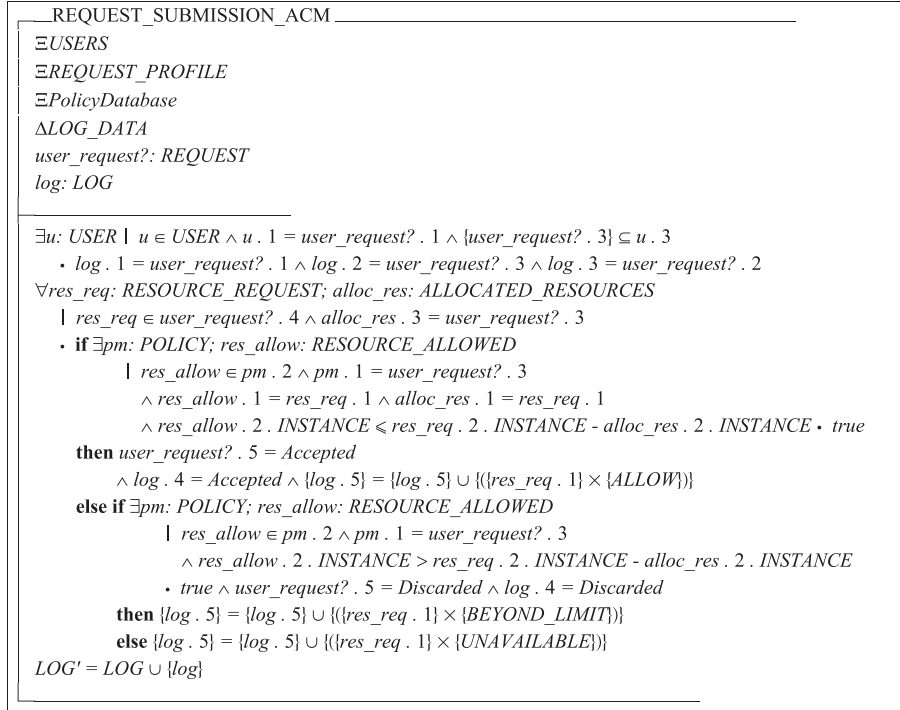 REQUEST_SUBMISSION_ACM
ΞUSERS
ΞREQUEST_PROFILE
ΞPolicyDatabase
ΔLOG_DATA
user_request?: REQUEST
log: LOG
∃u: USER | u ∈ USER ∧ u . 1 = user_request? . 1 ∧ {user_request? . 3} ⊆ u . 3
• log . 1 = user_request? . 1 ∧ log . 2 = user_request? . 3 ∧ log . 3 = user_request? . 2
∀res_req: RESOURCE_REQUEST; alloc_res: ALLOCATED_RESOURCES
| res_req ∈ user_request? . 4 ∧ alloc_res . 3 = user_request? . 3
• if ∃pm: POLICY; res_allow: RESOURCE_ALLOWED
| res_allow ∈ pm . 2 ∧ pm . 1 = user_request? . 3
∧ res_allow . 1 = res_req . 1 ∧ alloc_res . 1 = res_req . 1
∧ res_allow . 2 . INSTANCE ⩽ res_req . 2 . INSTANCE - alloc_res . 2 . INSTANCE • true
then user_request? . 5 = Accepted
∧ log . 4 = Accepted ∧ {log . 5} = {log . 5} ∪ {({res_req . 1} × {ALLOW})}
else if ∃pm: POLICY; res_allow: RESOURCE_ALLOWED
| res_allow ∈ pm . 2 ∧ pm . 1 = user_request? . 3
∧ res_allow . 2 . INSTANCE > res_req . 2 . INSTANCE - alloc_res . 2 . INSTANCE
• true ∧ user_request? . 5 = Discarded ∧ log . 4 = Discarded
then {log . 5} = {log . 5} ∪ {({res_req . 1} × {BEYOND_LIMIT})}
else {log . 5} = {log . 5} ∪ {({res_req . 1} × {UNAVAILABLE})}
LOG' = LOG ∪ {log}